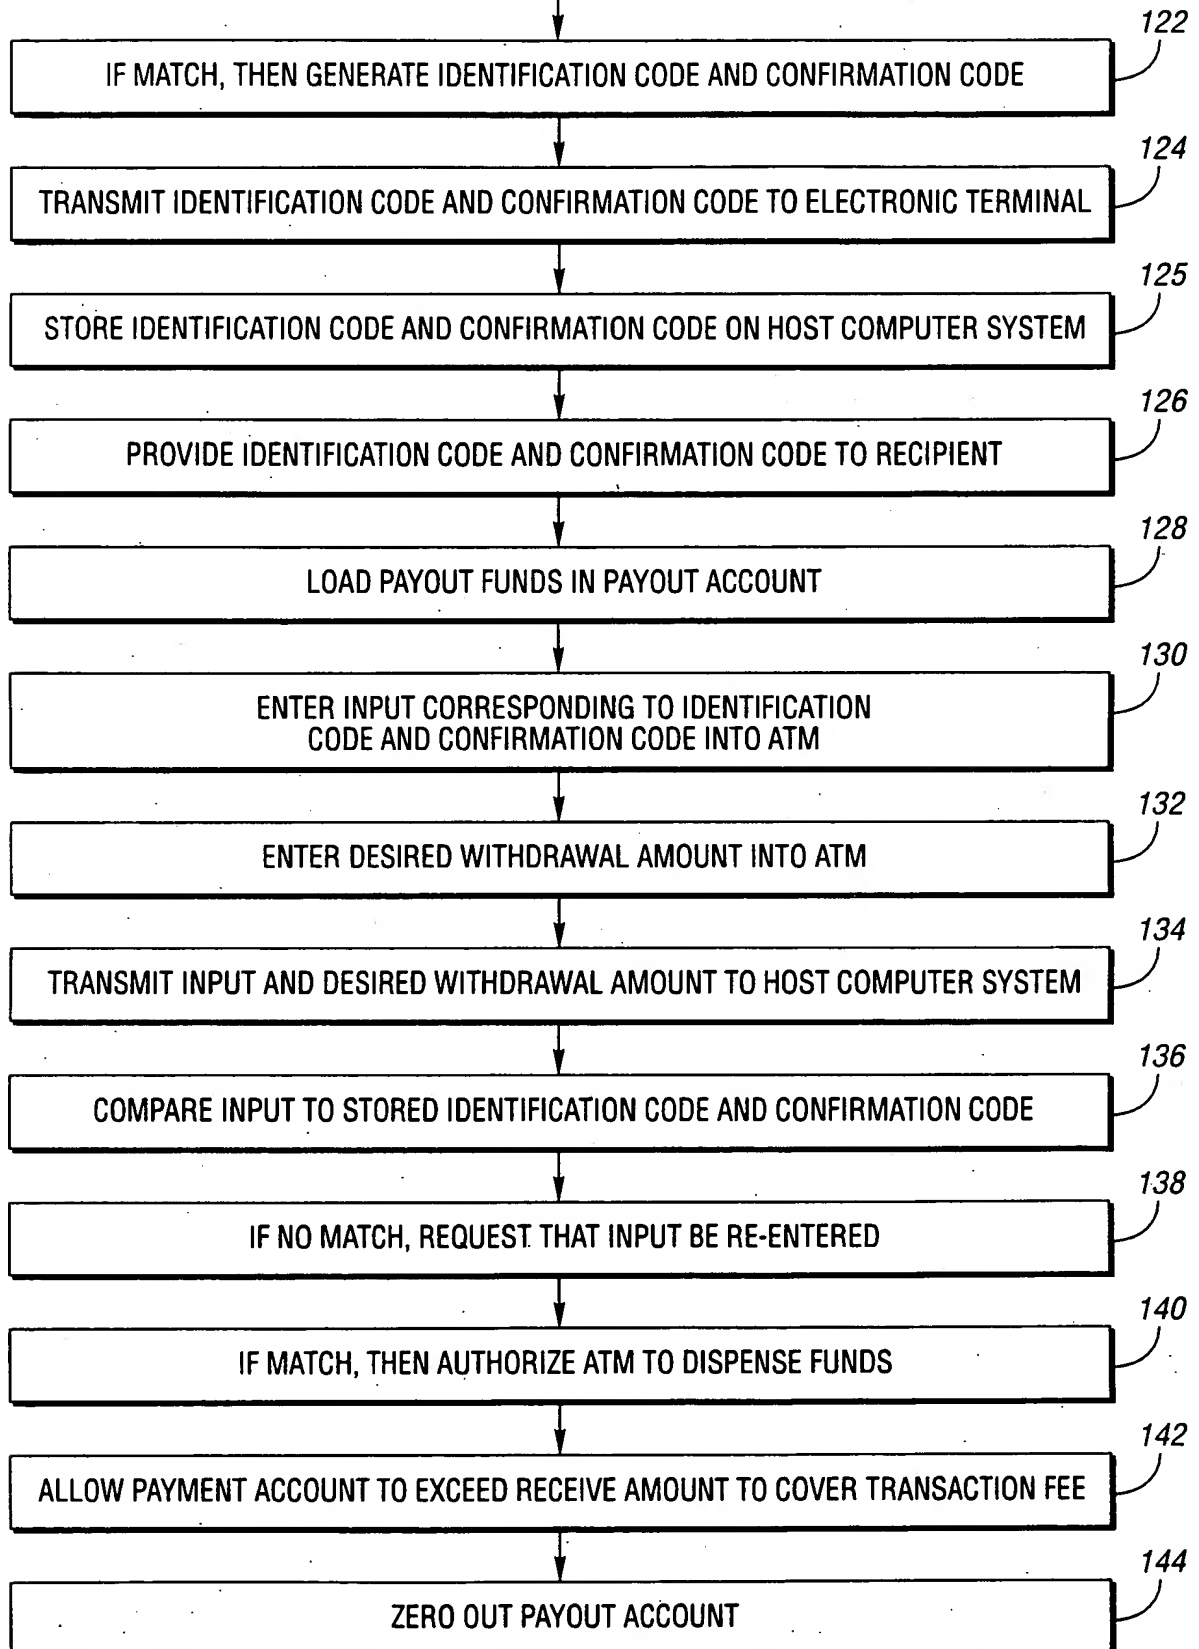 122
IF MATCH, THEN GENERATE IDENTIFICATION CODE AND CONFIRMATION CODE
124
TRANSMIT IDENTIFICATION CODE AND CONFIRMATION CODE TO ELECTRONIC TERMINAL
125
STORE IDENTIFICATION CODE AND CONFIRMATION CODE ON HOST COMPUTER SYSTEM
126
PROVIDE IDENTIFICATION CODE AND CONFIRMATION CODE TO RECIPIENT
128
LOAD PAYOUT FUNDS IN PAYOUT ACCOUNT
130
ENTER INPUT CORRESPONDING TO IDENTIFICATION
CODE AND CONFIRMATION CODE INTO ATM
132
ENTER DESIRED WITHDRAWAL AMOUNT INTO ATM
134
TRANSMIT INPUT AND DESIRED WITHDRAWAL AMOUNT TO HOST COMPUTER SYSTEM
136
COMPARE INPUT TO STORED IDENTIFICATION CODE AND CONFIRMATION CODE
138
IF NO MATCH, REQUEST THAT INPUT BE RE-ENTERED
140
IF MATCH, THEN AUTHORIZE ATM TO DISPENSE FUNDS
142
ALLOW PAYMENT ACCOUNT TO EXCEED RECEIVE AMOUNT TO COVER TRANSACTION FEE
144
ZERO OUT PAYOUT ACCOUNT